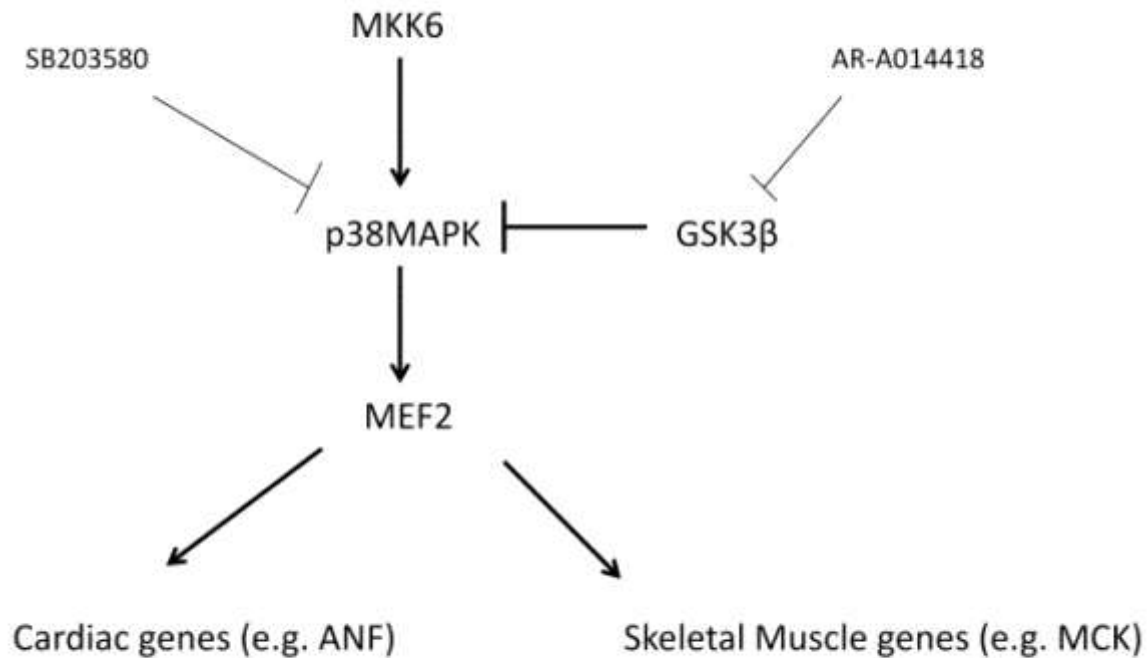 MKK6
SB203580
AR-A014418
p38MAPK
GSK3β
MEF2
Cardiac genes (e.g. ANF)
Skeletal Muscle genes (e.g. MCK)